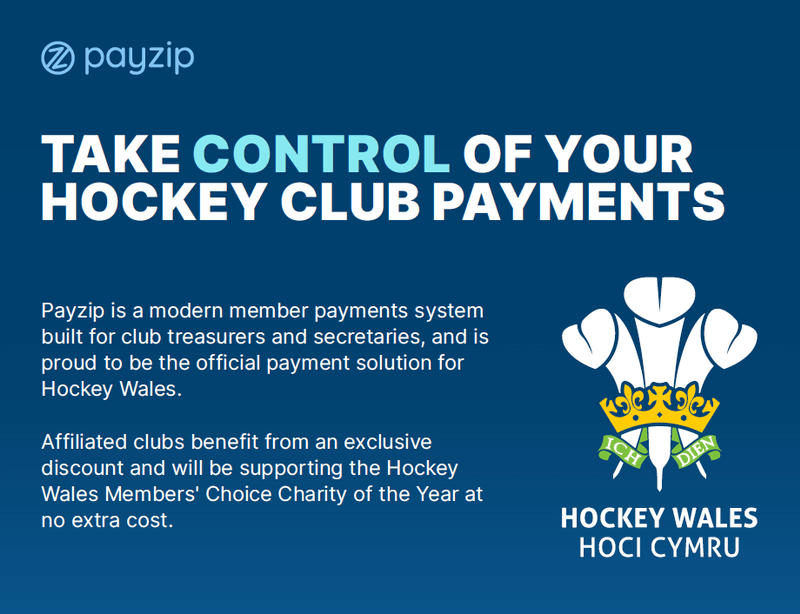 payzip
TAKE CONTROL OF YOUR
HOCKEY CLUB PAYMENTS
Payzip is a modern member payments system
built for club treasurers and secretaries, and is
proud to be the official payment solution for
Hockey Wales.
Affiliated clubs benefit from an exclusive
discount and will be supporting the Hockey
Wales Members' Choice Charity of the Year at
no extra cost.
ICH DIEN
HOCKEY WALES
HOCI CYMRU